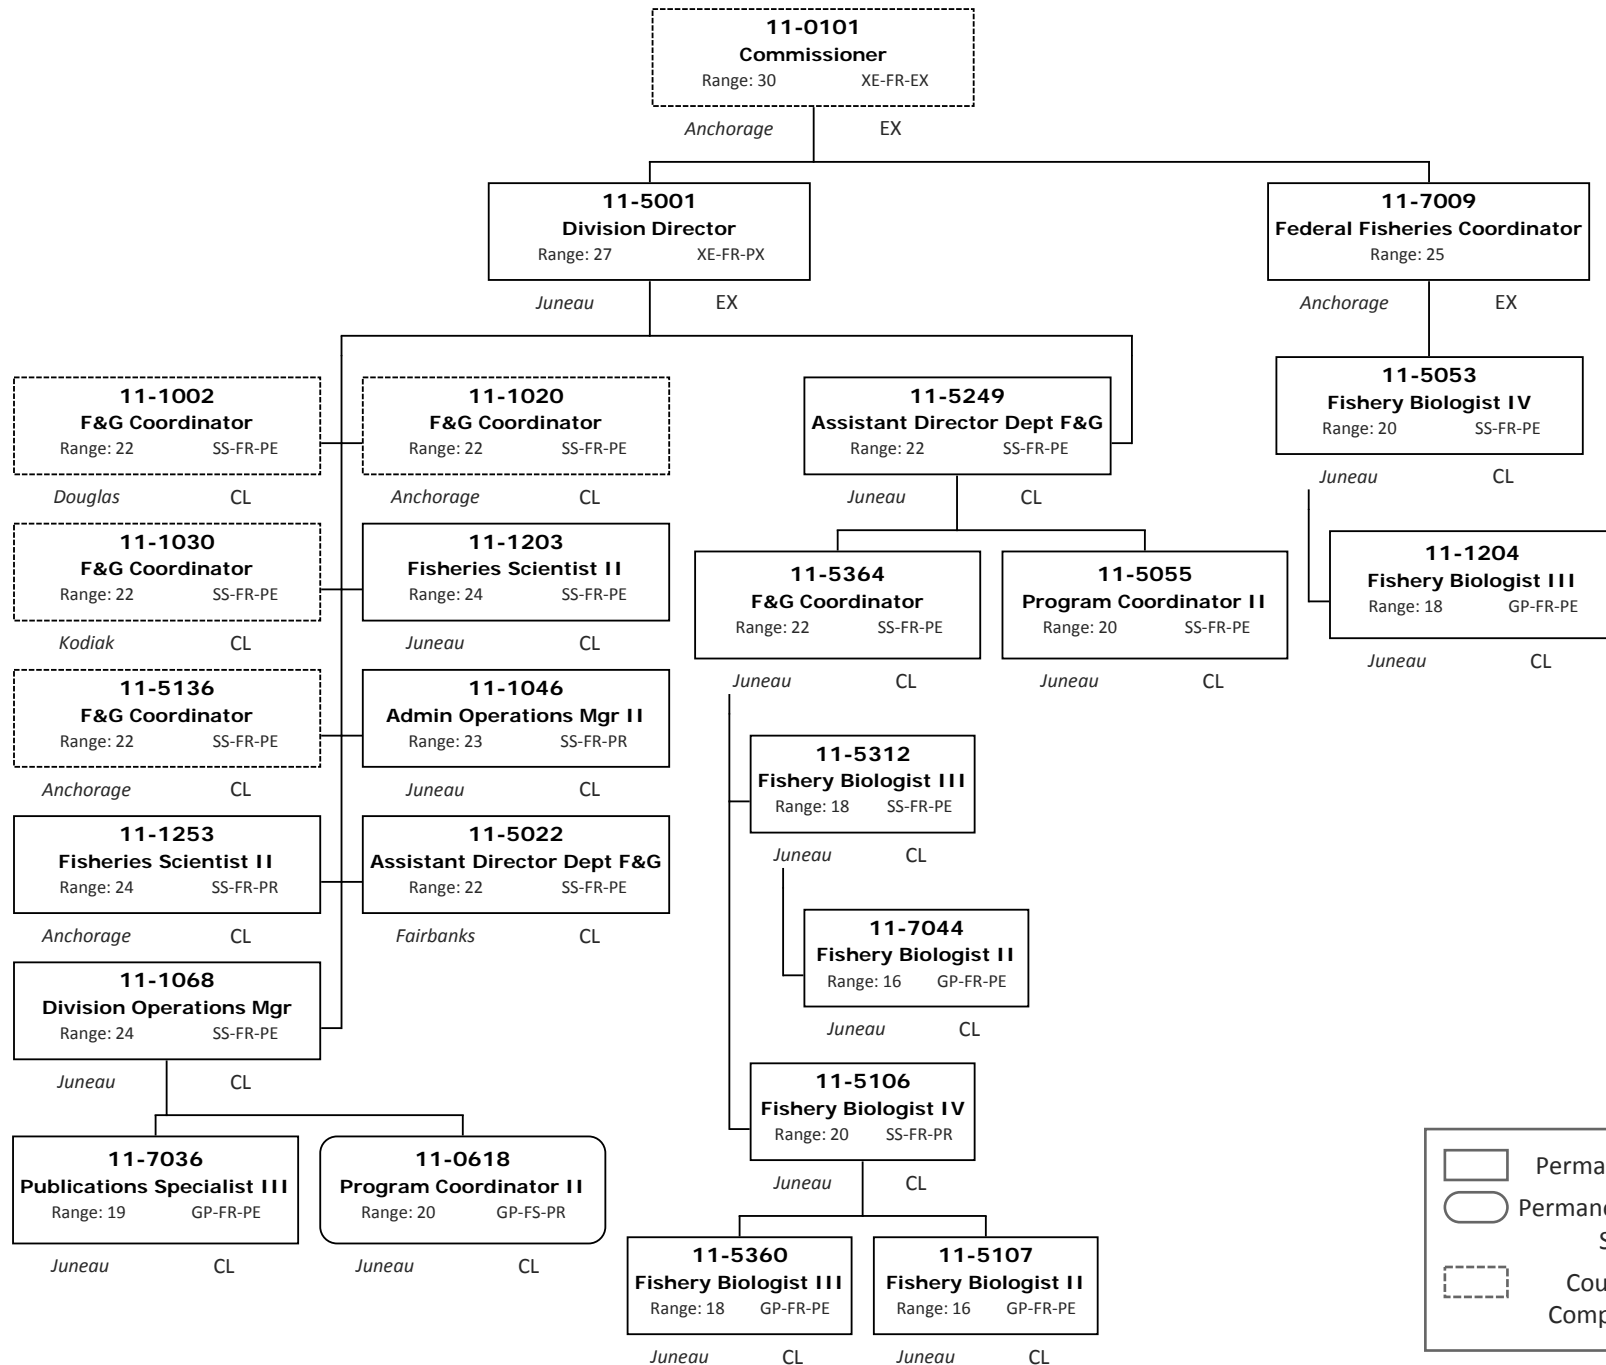 11-0101
Commissioner
Range: 30 XE-FR-EX
Anchorage EX
11-5001
Division Director
Range: 27 XE-FR-PX
Juneau EX
11-7009
Federal Fisheries Coordinator
Range: 25
Anchorage EX
11-1002
F&G Coordinator
Range: 22 SS-FR-PE
Douglas CL
11-1020
F&G Coordinator
Range: 22 SS-FR-PE
Anchorage CL
11-5249
Assistant Director Dept F&G
Range: 22 SS-FR-PE
Juneau CL
11-5053
Fishery Biologist IV
Range: 20 SS-FR-PE
Juneau CL
11-1030
F&G Coordinator
Range: 22 SS-FR-PE
Kodiak CL
11-1203
Fisheries Scientist II
Range: 24 SS-FR-PE
Juneau CL
11-5364
F&G Coordinator
Range: 22 SS-FR-PE
Juneau CL
11-5055
Program Coordinator II
Range: 20 SS-FR-PE
Juneau CL
11-1204
Fishery Biologist III
Range: 18 GP-FR-PE
Juneau CL
11-5136
F&G Coordinator
Range: 22 SS-FR-PE
Anchorage CL
11-1046
Admin Operations Mgr II
Range: 23 SS-FR-PR
Juneau CL
11-5312
Fishery Biologist III
Range: 18 SS-FR-PE
Juneau CL
11-1253
Fisheries Scientist II
Range: 24 SS-FR-PR
Anchorage CL
11-5022
Assistant Director Dept F&G
Range: 22 SS-FR-PE
Fairbanks CL
11-7044
Fishery Biologist II
Range: 16 GP-FR-PE
Juneau CL
11-1068
Division Operations Mgr
Range: 24 SS-FR-PE
Juneau CL
11-5106
Fishery Biologist IV
Range: 20 SS-FR-PR
Juneau CL
11-7036
Publications Specialist III
Range: 19 GP-FR-PE
Juneau CL
11-0618
Program Coordinator II
Range: 20 GP-FS-PR
Juneau CL
11-5360
Fishery Biologist III
Range: 18 GP-FR-PE
Juneau CL
11-5107
Fishery Biologist II
Range: 16 GP-FR-PE
Juneau CL